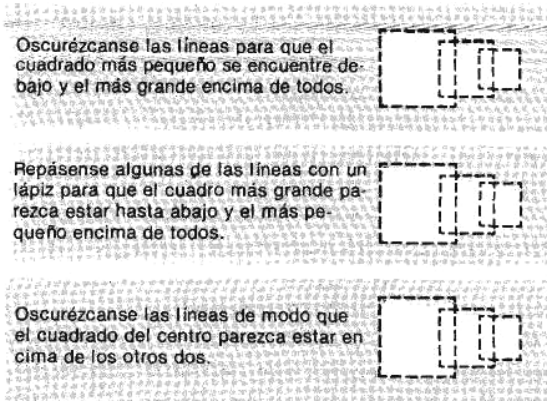 Oscurézcanse las líneas para que el
cuadrado más pequeño se encuentre de-
bajo y el más grande encima de todos.
Repásense algunas de las líneas con un
lápiz para que el cuadro más grande pa-
rezca estar hasta abajo y el más pe-
queño encima de todos.
Oscurézcanse las líneas de modo que
el cuadrado del centro parezca estar en
cima de los otros dos.